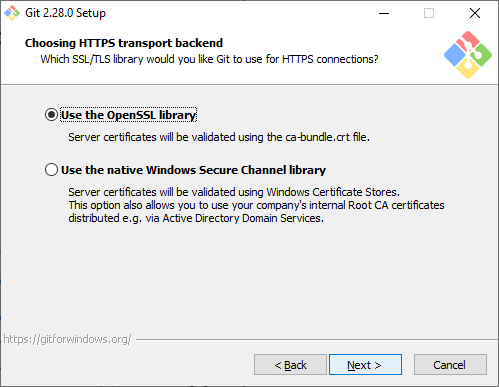 Git 2.28.0 Setup
Choosing HTTPS transport backend
Which SSL/TLS library would you like Git to use for HTTPS connections?
Use the OpenSSL library
Server certificates will be validated using the ca-bundle.crt file.
Use the native Windows Secure Channel library
Server certificates will be validated using Windows Certificate Stores.
This option also allows you to use your company's internal Root CA certificates
distributed e.g. via Active Directory Domain Services.
https://gitforwindows.org/
< Back
Next >
Cancel